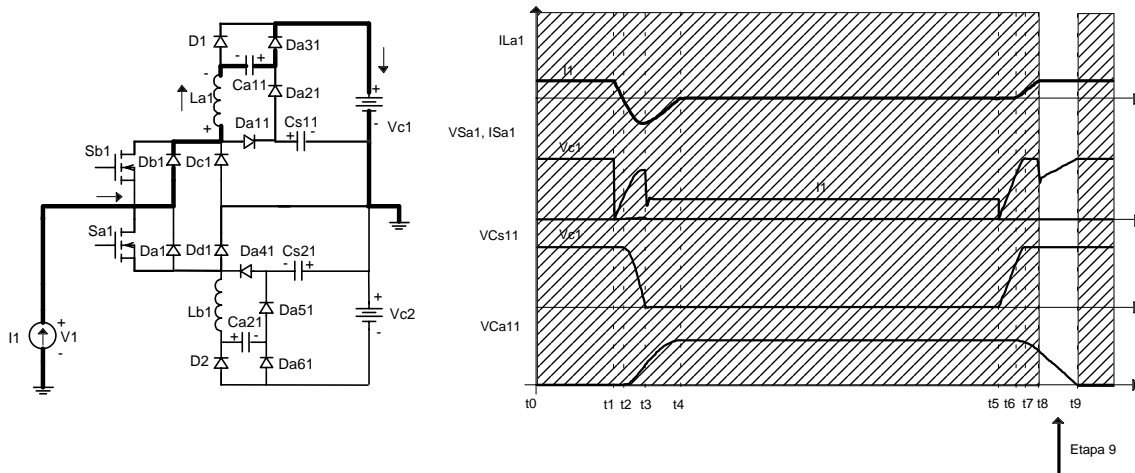 D1
Da31
-
+
Ca11
-
La1
Da21
+
Da11
+
-
Cs11
+
-
Vc1
Sb1
Db1
Dc1
Sa1
Da1
Dd1
Da41
Cs21
-
+
Lb1
Da51
Ca21
+
-
+
-
Vc2
I1
+
V1
-
D2
Da61
ILa1
I1
VSa1, ISa1
Vc1
I1
VCs11
Vc1
VCa11
t0
t1
t2
t3
t4
t5
t6
t7
t8
t9
Etapa 9